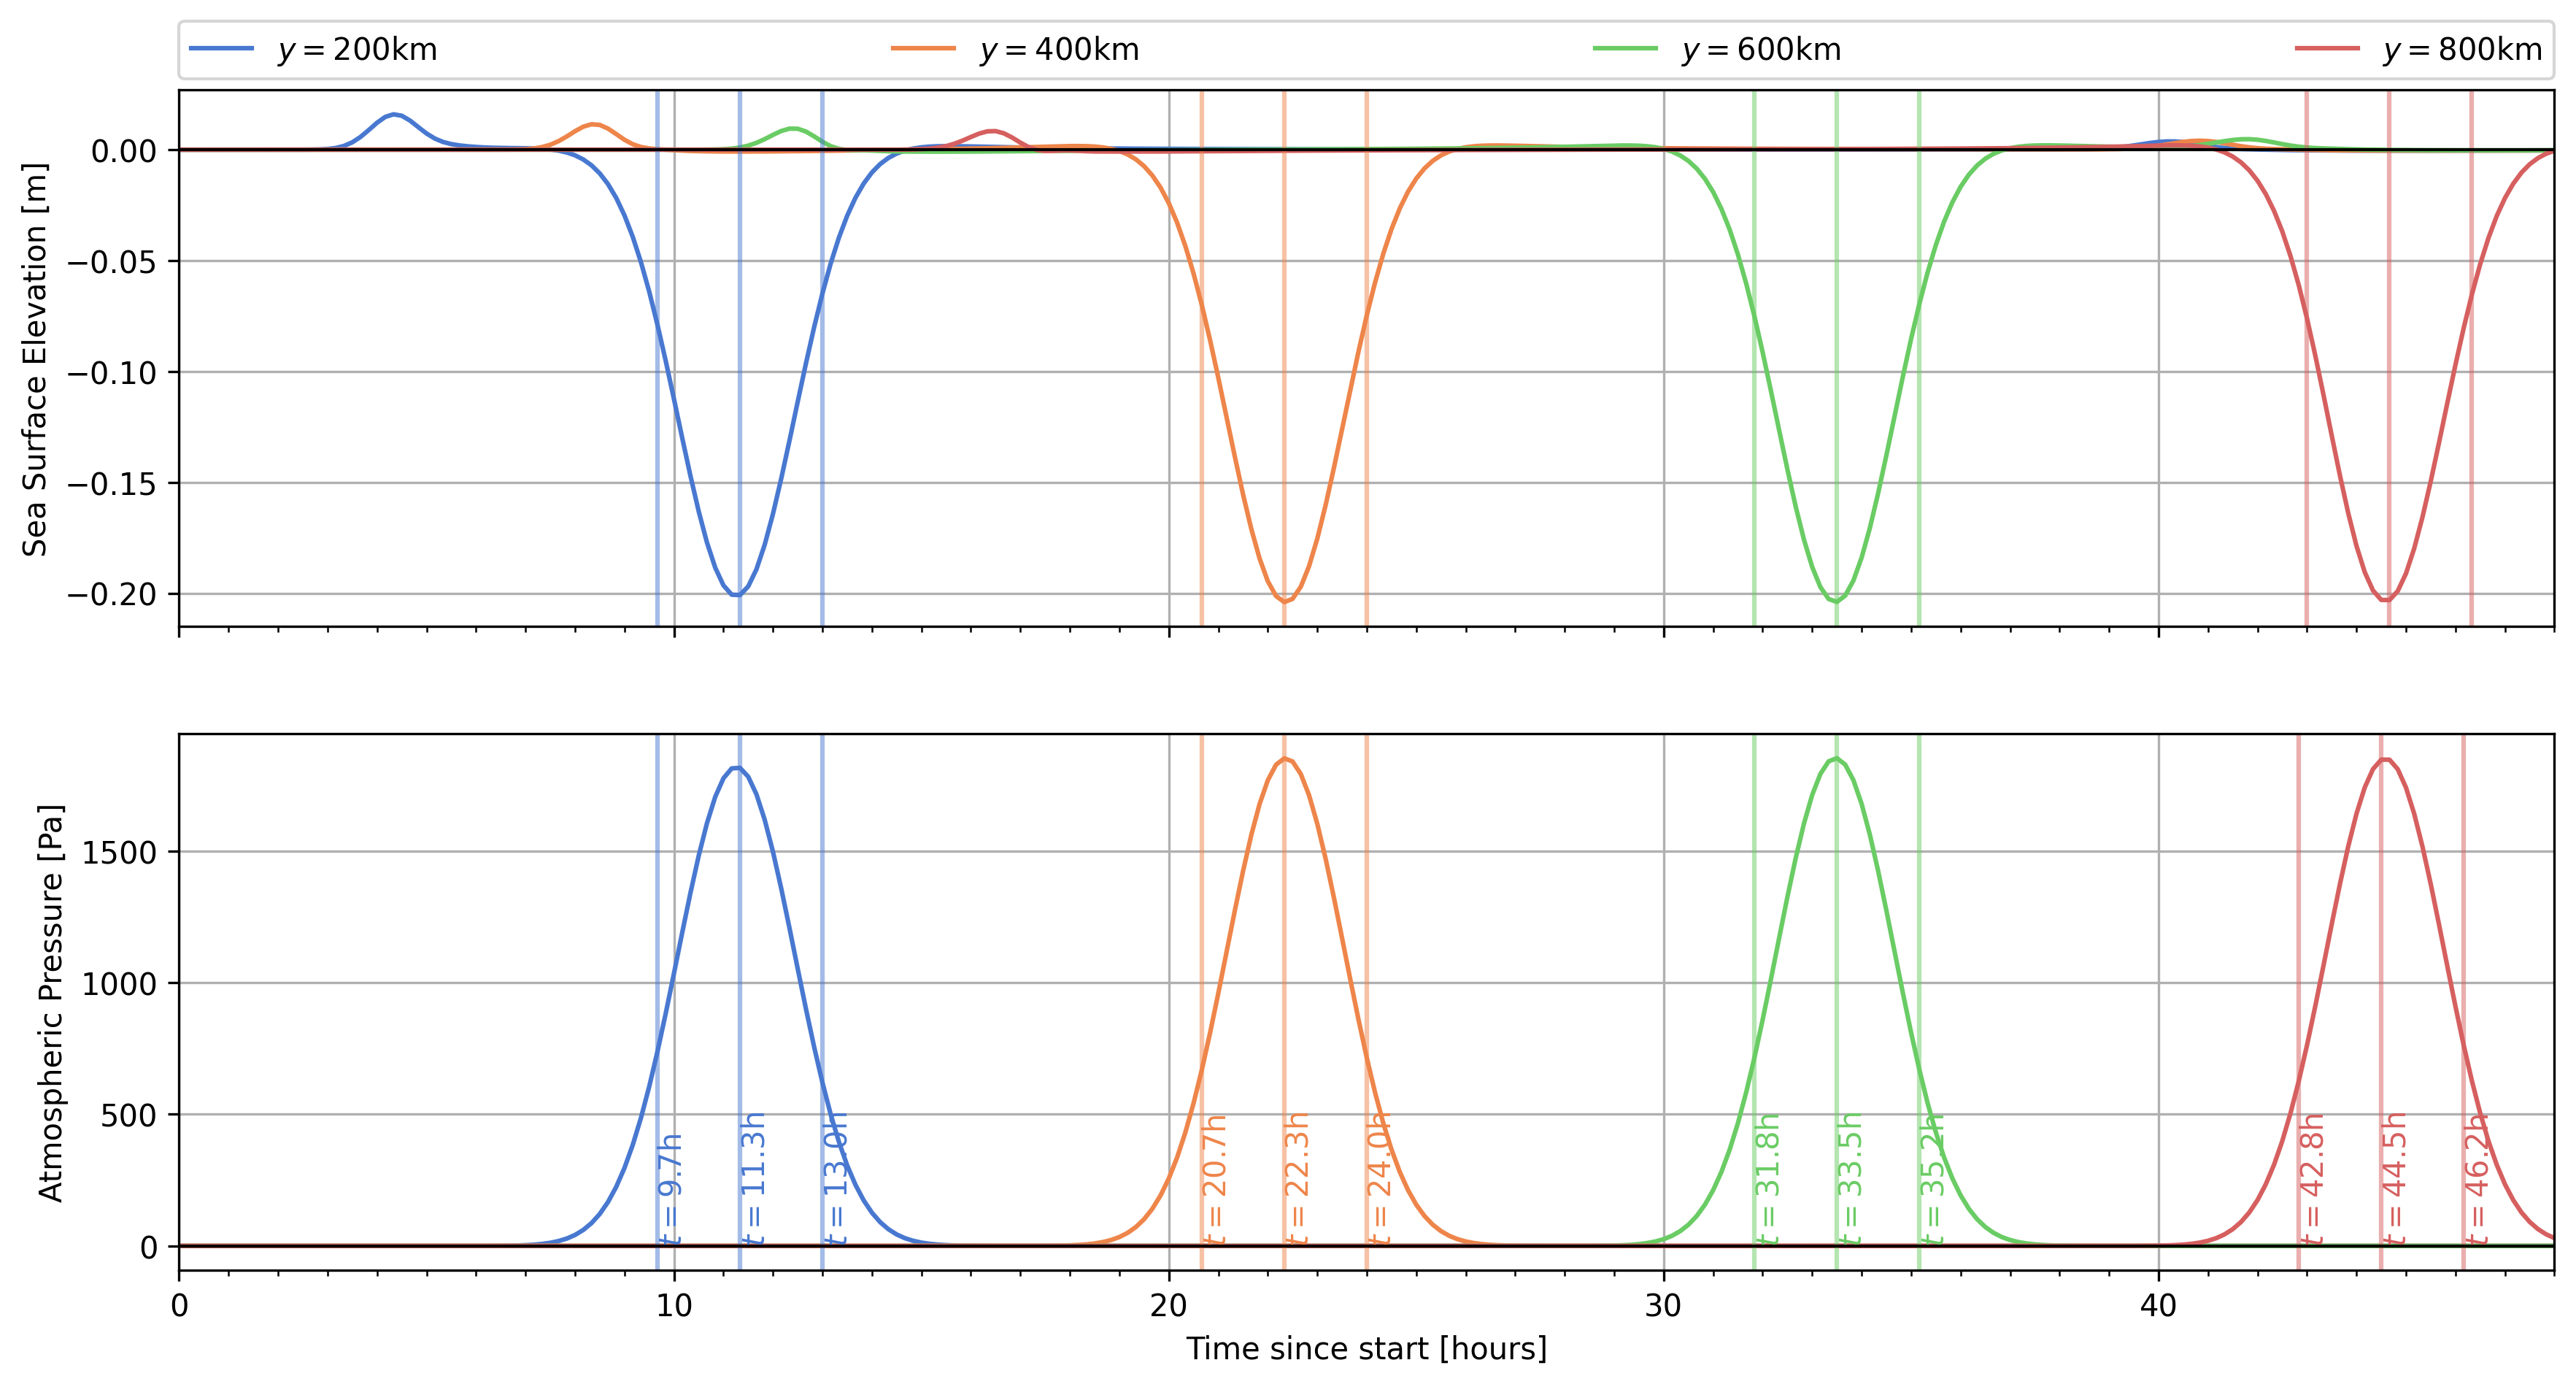 y = 200km y = 400km y = 600km y = 800km
Sea Surface Elevation [m]
0.00
−0.05
−0.10
−0.15
−0.20
Atmospheric Pressure [Pa]
1500
1000
500
0
t = 9.7h
t = 11.3h
t = 13.0h
t = 20.7h
t = 22.3h
t = 24.0h
t = 31.8h
t = 33.5h
t = 35.2h
t = 42.8h
t = 44.5h
t = 46.2h
0 10 20 30 40
Time since start [hours]